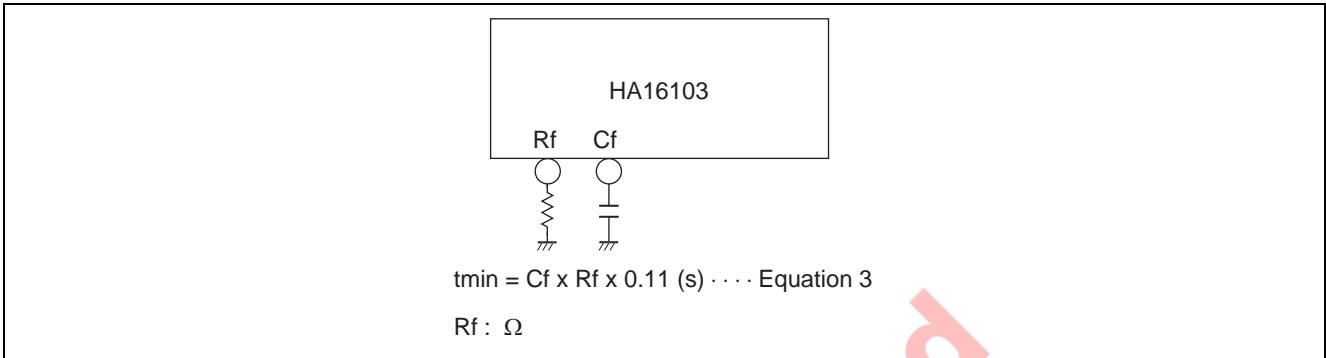 HA16103
Rf Cf
tmin = Cf x Rf x 0.11 (s) ···· Equation 3
Rf : Ω